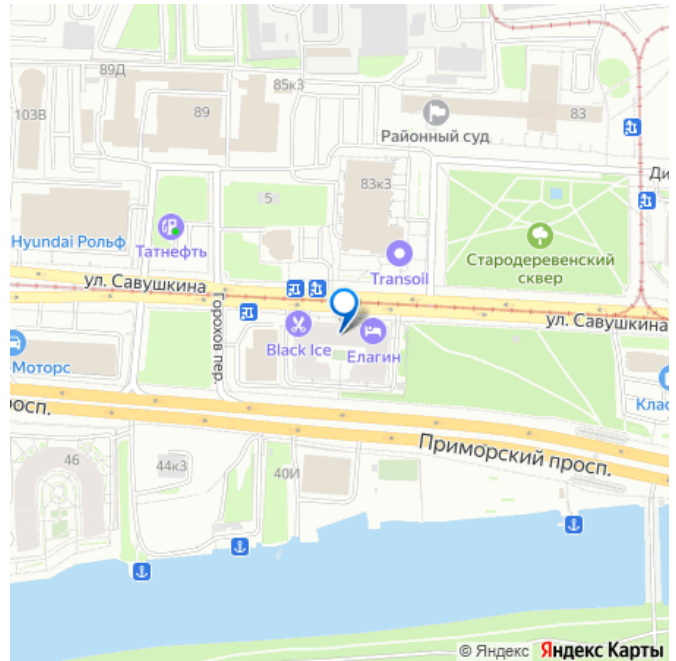 89Д
85к3
103В
89
83
Районный суд
83к3
Ди
5
Hyundai Рольф
Татнефть
Transoil
Стародеревенский
сквер
ул. Савушкина
ул. Савушкина
Горохов пер.
Black Ice
Елагин
Моторс
Клас
росп.
Приморский просп.
46
44к3
40И
© Яндекс Яндекс Карты